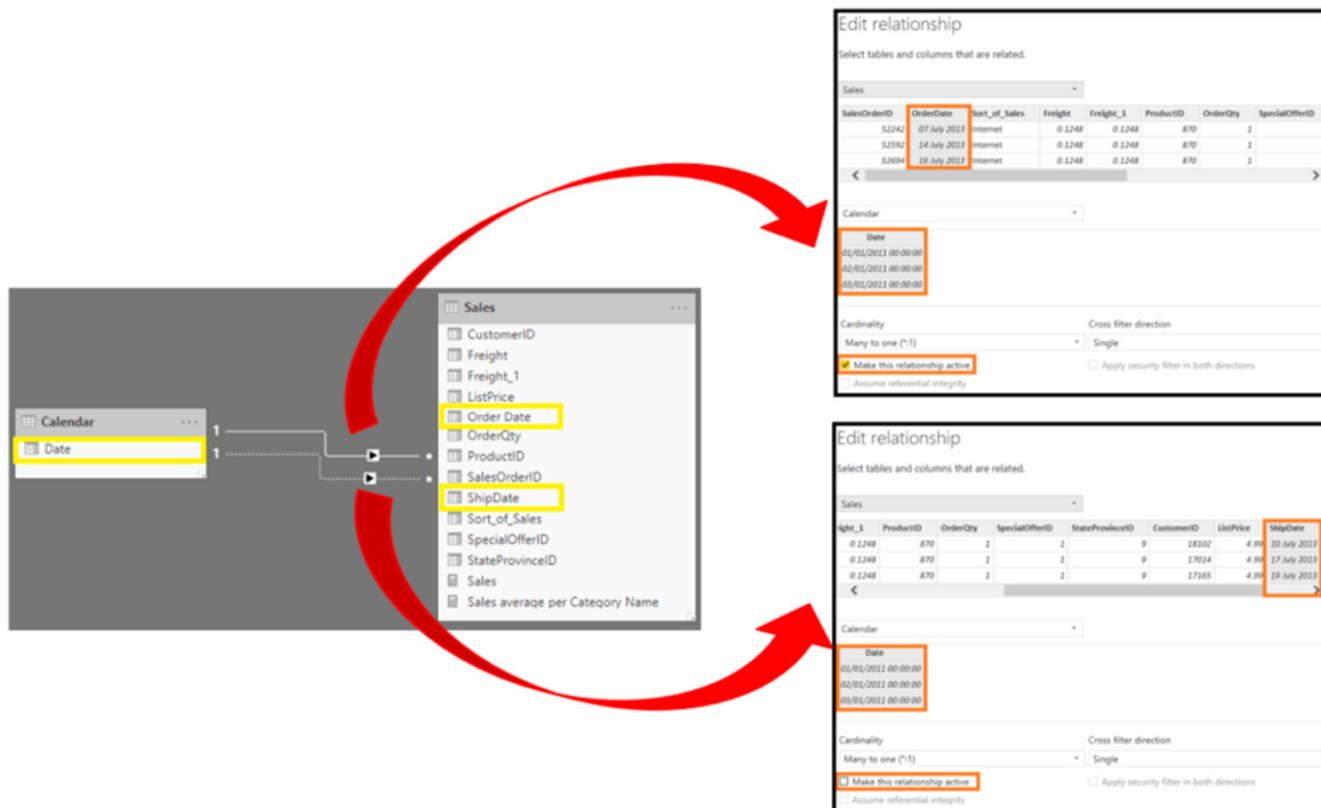 Calendar ...
Date
1
1
*
*
Sales ...
CustomerID
Freight
Freight_1
ListPrice
Order Date
OrderQty
ProductID
SalesOrderID
ShipDate
Sort_of_Sales
SpecialOfferID
StateProvinceID
Sales
Sales average per Category Name
Edit relationship
Select tables and columns that are related.
Sales
SalesOrderID OrderDate Sort_of_Sales Freight Freight_1 ProductID OrderQty SpecialOfferID
52242 07 July 2013 Internet 0.1248 0.1248 870 1
52592 14 July 2013 Internet 0.1248 0.1248 870 1
52694 16 July 2013 Internet 0.1248 0.1248 870 1
Calendar
Date
01/01/2011 00:00:00
02/01/2011 00:00:00
03/01/2011 00:00:00
Cardinality Cross filter direction
Many to one (*:1) Single
Make this relationship active Apply security filter in both directions
Assume referential integrity
Edit relationship
Select tables and columns that are related.
Sales
ight_1 ProductID OrderQty SpecialOfferID StateProvinceID CustomerID ListPrice ShipDate
0.1248 870 1 1 9 18102 4.99 10 July 2013
0.1248 870 1 1 9 17014 4.99 17 July 2013
0.1248 870 1 1 9 17165 4.99 19 July 2013
Calendar
Date
01/01/2011 00:00:00
02/01/2011 00:00:00
03/01/2011 00:00:00
Cardinality Cross filter direction
Many to one (*:1) Single
Make this relationship active Apply security filter in both directions
Assume referential integrity